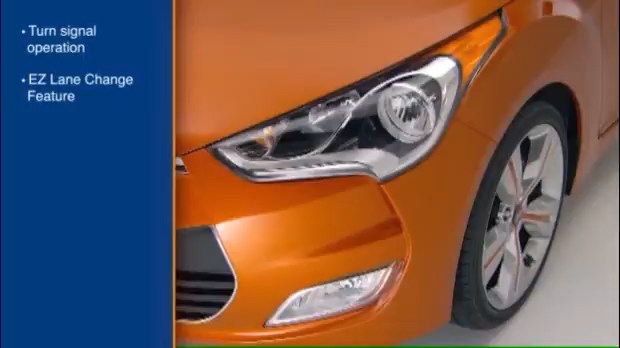 • Turn signal
operation
• EZ Lane Change
Feature